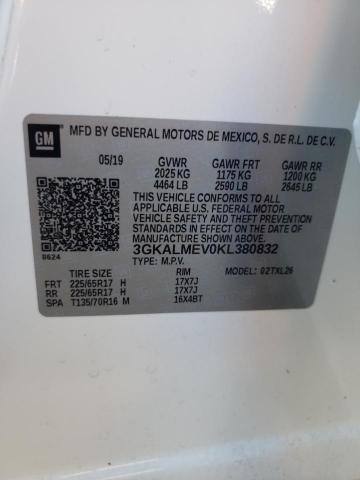 GM
MFD BY GENERAL MOTORS DE MEXICO, S. DE R.L. DE C.V.
05/19 GVWR GAWR FRT GAWR RR
2025 KG 1175 KG 1200 KG
4464 LB 2590 LB 2645 LB
THIS VEHICLE CONFORMS TO ALL
APPLICABLE U.S. FEDERAL MOTOR
VEHICLE SAFETY AND THEFT PREVENTION
STANDARDS IN EFFECT ON THE DATE OF
MANUFACTURE SHOWN ABOVE.
3GKALMEV0KL380832
8624 TYPE: M.P.V.
TIRE SIZE RIM MODEL: 02TXL26
FRT 225/65R17 H 17X7J
RR 225/65R17 H 17X7J
SPA T135/70R16 M 16X4BT